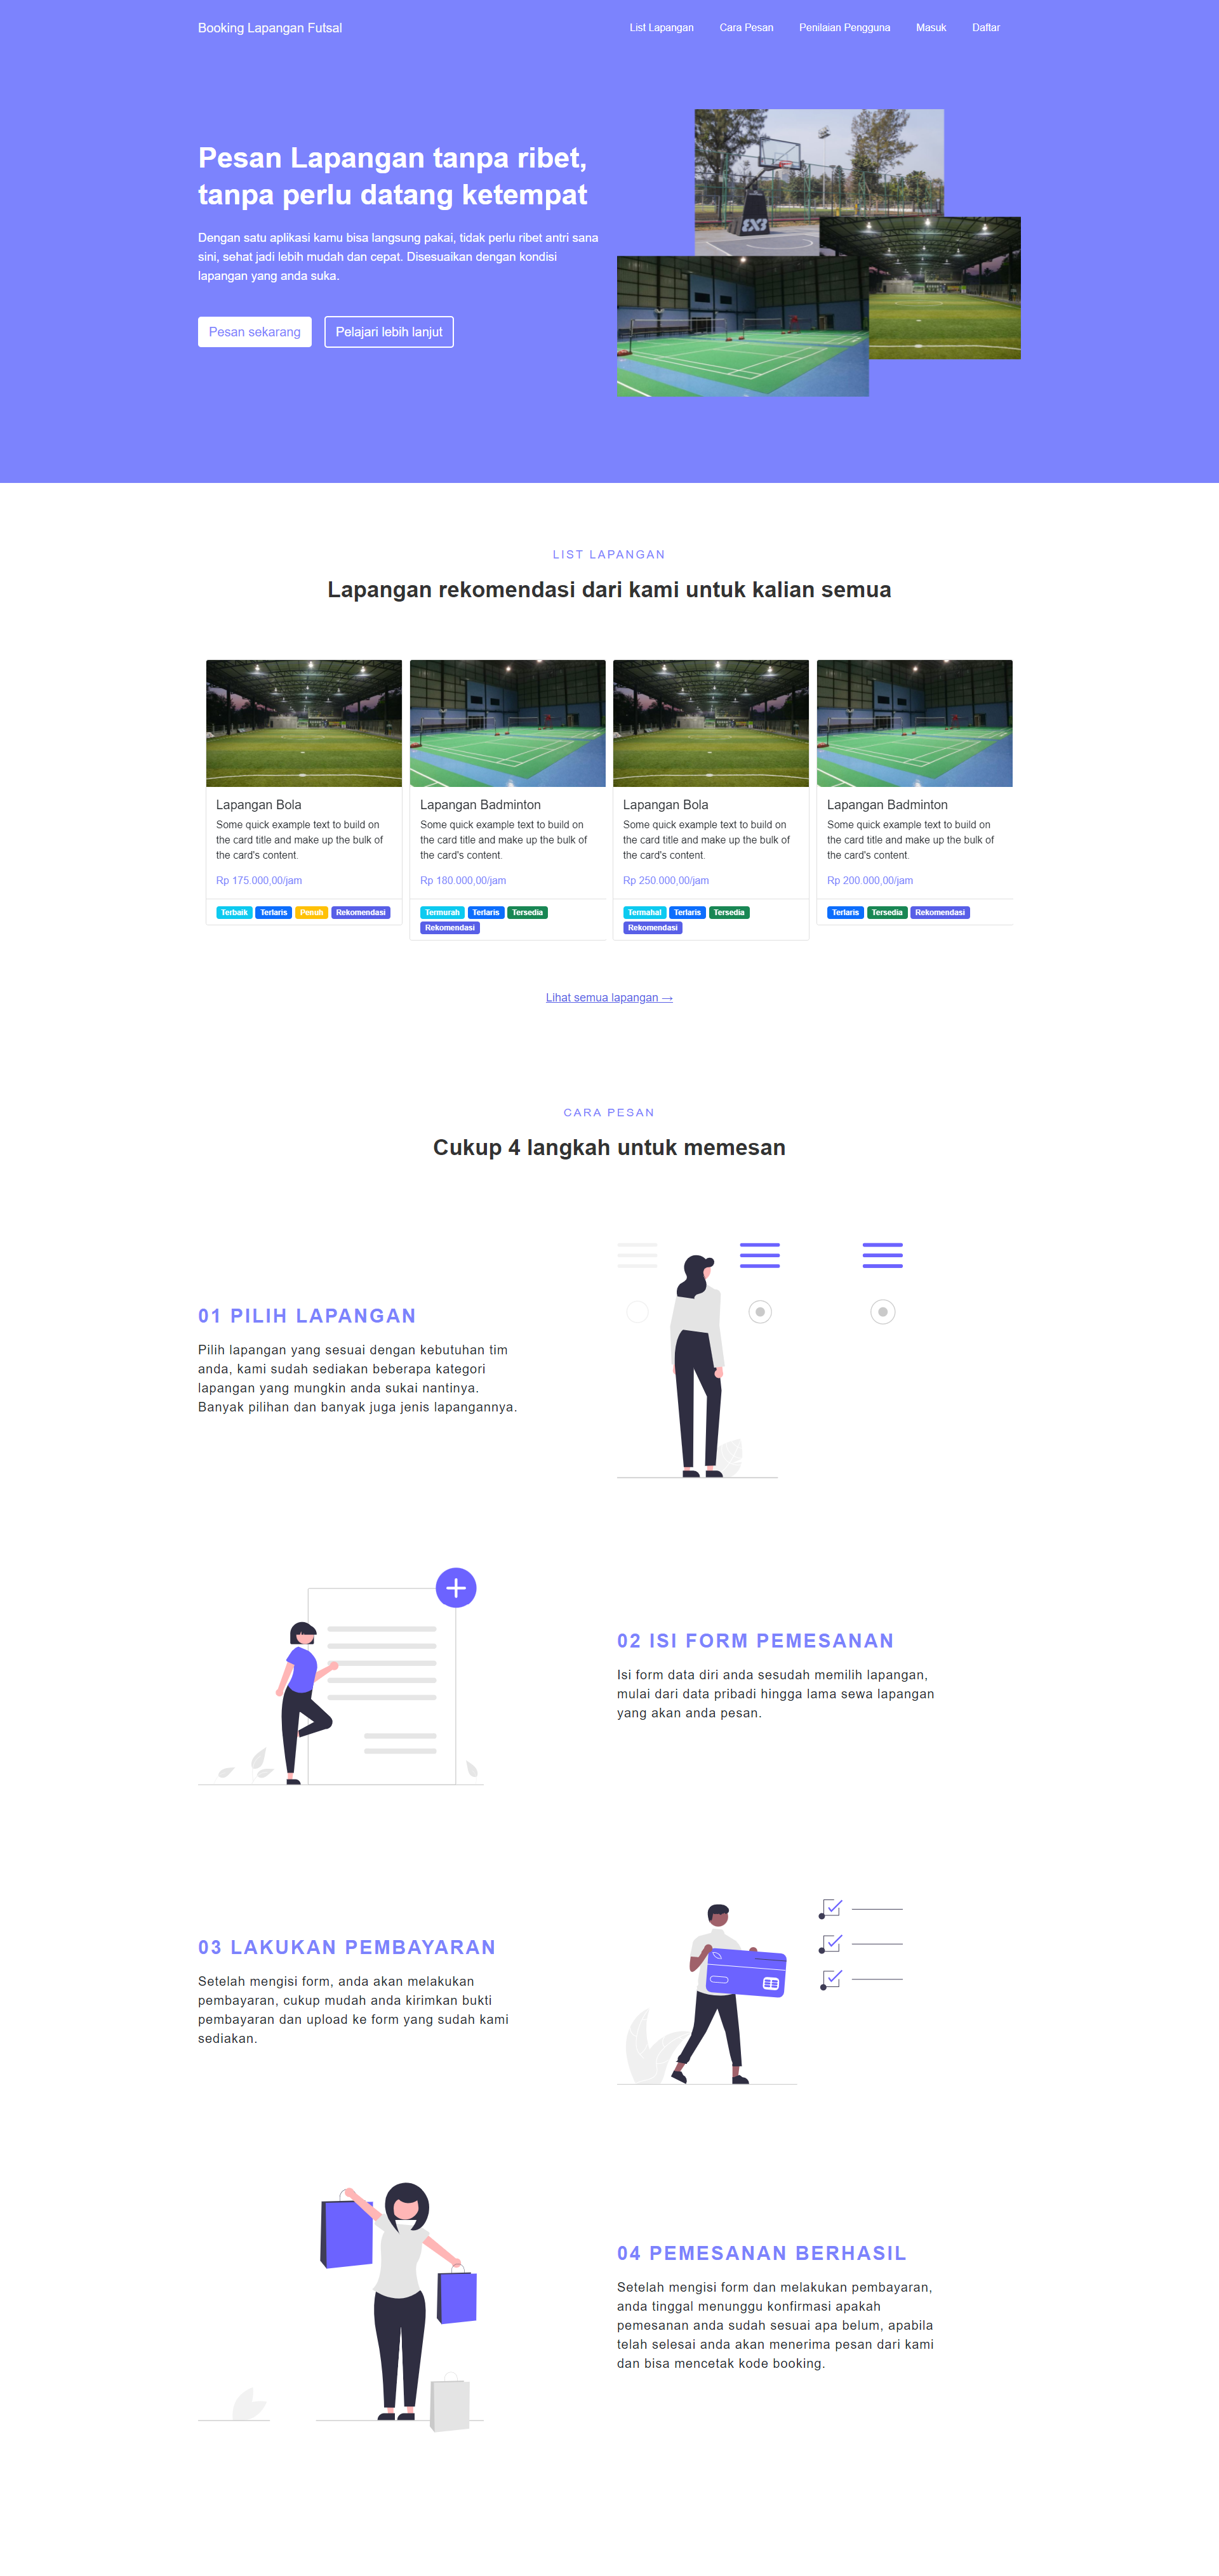 Booking Lapangan Futsal
List Lapangan
Cara Pesan
Penilaian Pengguna
Masuk
Daftar
Pesan Lapangan tanpa ribet,
tanpa perlu datang ketempat
Dengan satu aplikasi kamu bisa langsung pakai, tidak perlu ribet antri sana
sini, sehat jadi lebih mudah dan cepat. Disesuaikan dengan kondisi
lapangan yang anda suka.
Pesan sekarang
Pelajari lebih lanjut
3X3
LIST LAPANGAN
Lapangan rekomendasi dari kami untuk kalian semua
Lapangan Bola
Some quick example text to build on
the card title and make up the bulk of
the card's content.
Rp 175.000,00/jam
Terbaik Terlaris Penuh Rekomendasi
Lapangan Badminton
Some quick example text to build on
the card title and make up the bulk of
the card's content.
Rp 180.000,00/jam
Termurah Terlaris Tersedia
Rekomendasi
Lapangan Bola
Some quick example text to build on
the card title and make up the bulk of
the card's content.
Rp 250.000,00/jam
Termahal Terlaris Tersedia
Rekomendasi
Lapangan Badminton
Some quick example text to build on
the card title and make up the bulk of
the card's content.
Rp 200.000,00/jam
Terlaris Tersedia Rekomendasi
Lihat semua lapangan →
CARA PESAN
Cukup 4 langkah untuk memesan
01 PILIH LAPANGAN
Pilih lapangan yang sesuai dengan kebutuhan tim
anda, kami sudah sediakan beberapa kategori
lapangan yang mungkin anda sukai nantinya.
Banyak pilihan dan banyak juga jenis lapangannya.
02 ISI FORM PEMESANAN
Isi form data diri anda sesudah memilih lapangan,
mulai dari data pribadi hingga lama sewa lapangan
yang akan anda pesan.
03 LAKUKAN PEMBAYARAN
Setelah mengisi form, anda akan melakukan
pembayaran, cukup mudah anda kirimkan bukti
pembayaran dan upload ke form yang sudah kami
sediakan.
04 PEMESANAN BERHASIL
Setelah mengisi form dan melakukan pembayaran,
anda tinggal menunggu konfirmasi apakah
pemesanan anda sudah sesuai apa belum, apabila
telah selesai anda akan menerima pesan dari kami
dan bisa mencetak kode booking.